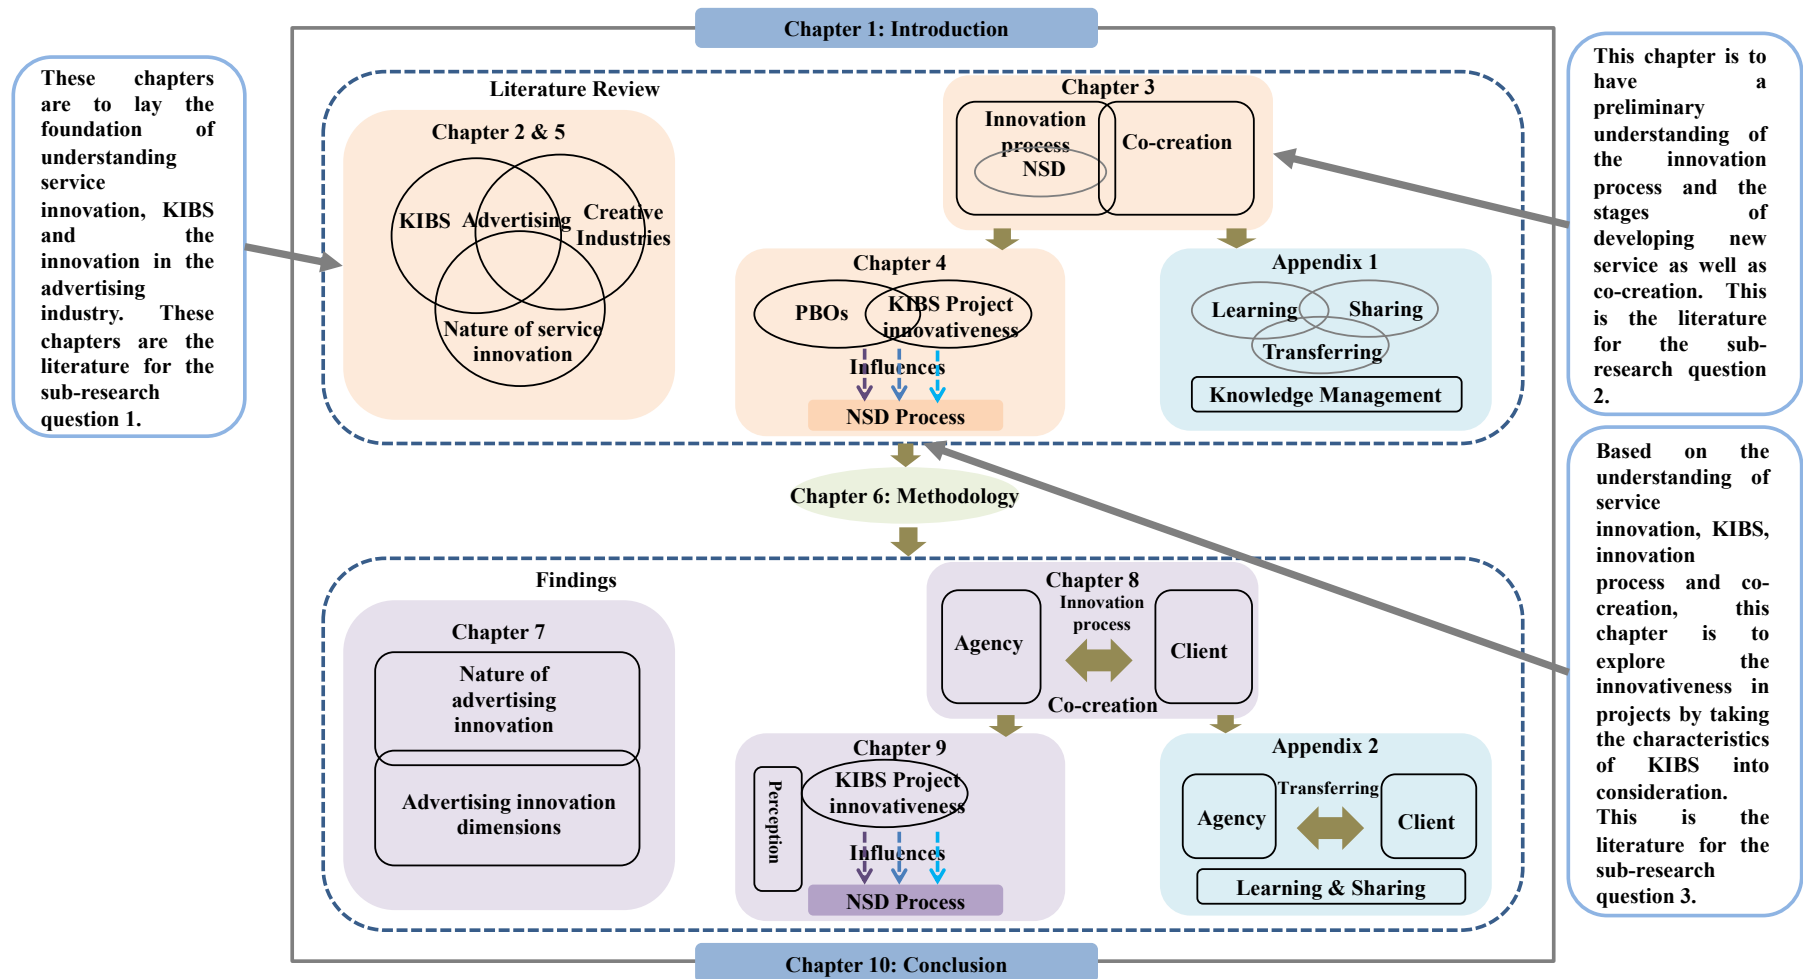 Chapter 1: Introduction
These chapters
are to lay the
foundation of
understanding
service
innovation, KIBS
and the
innovation in the
advertising
industry. These
chapters are the
literature for the
sub-research
question 1.
Literature Review
Chapter 2 & 5
KIBS
Advertising
Creative
Industries
Nature of service
innovation
Chapter 3
Innovation
process
NSD
Co-creation
Chapter 4
PBOs
KIBS Project
innovativeness
Influences
NSD Process
Appendix 1
Learning
Sharing
Transferring
Knowledge Management
This chapter is to
have a
preliminary
understanding of
the innovation
process and the
stages of
developing new
service as well as
co-creation. This
is the literature
for the sub-
research question
2.
Chapter 6: Methodology
Findings
Chapter 7
Nature of
advertising
innovation
Advertising innovation
dimensions
Chapter 8
Innovation
process
Agency
Client
Co-creation
Chapter 9
Perception
KIBS Project
innovativeness
Influences
NSD Process
Appendix 2
Transferring
Agency
Client
Learning & Sharing
Based on the
understanding of
service
innovation, KIBS,
innovation
process and co-
creation, this
chapter is to
explore the
innovativeness in
projects by taking
the characteristics
of KIBS into
consideration.
This is the
literature for the
sub-research
question 3.
Chapter 10: Conclusion